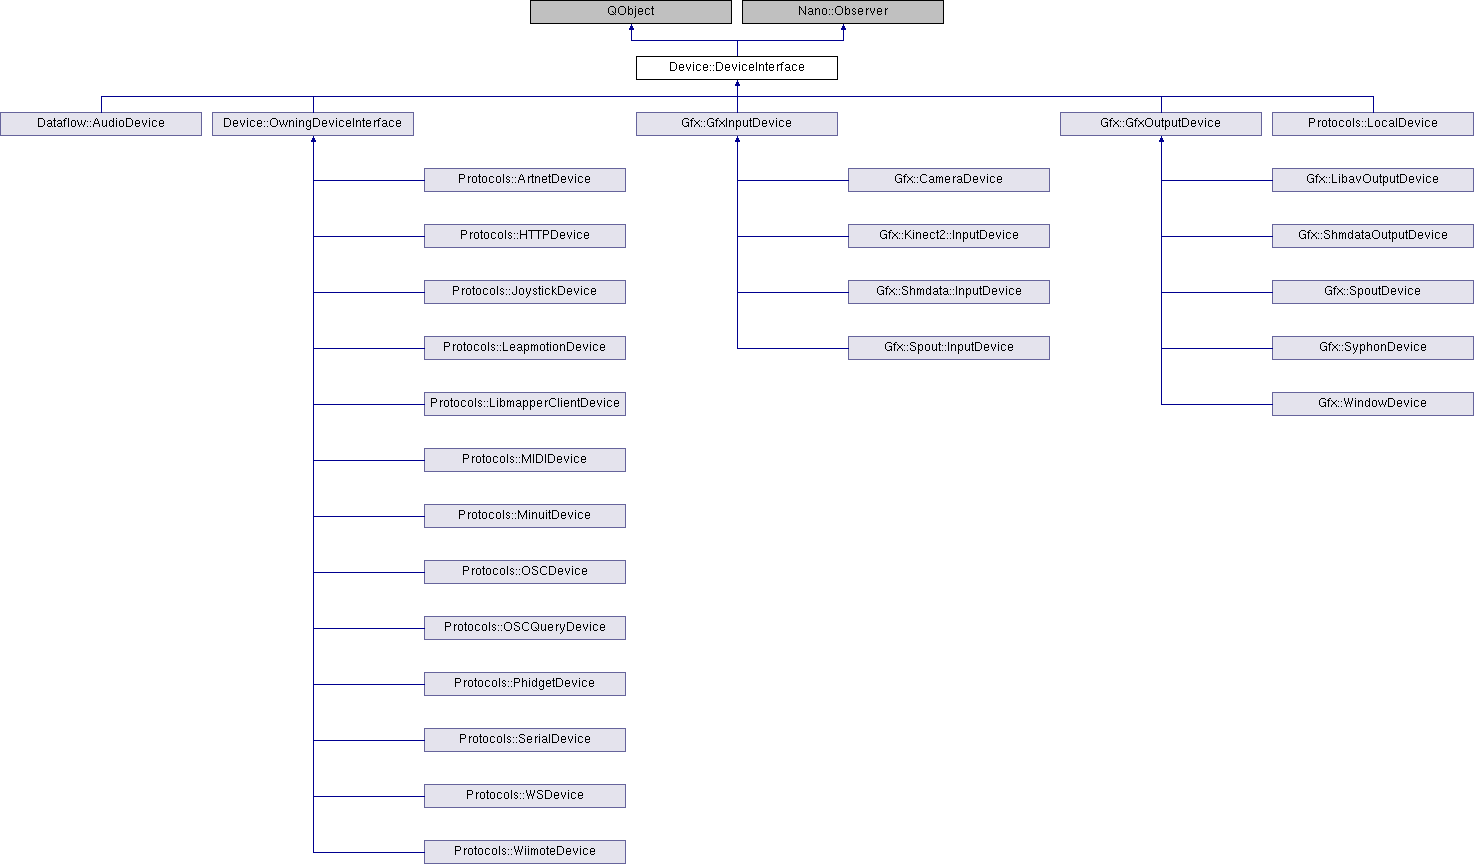 QObject
Nano::Observer
Device::DeviceInterface
Dataflow::AudioDevice
Device::OwningDeviceInterface
Gfx::GfxInputDevice
Gfx::GfxOutputDevice
Protocols::LocalDevice
Protocols::ArtnetDevice
Gfx::CameraDevice
Gfx::LibavOutputDevice
Protocols::HTTPDevice
Gfx::Kinect2::InputDevice
Gfx::ShmdataOutputDevice
Protocols::JoystickDevice
Gfx::Shmdata::InputDevice
Gfx::SpoutDevice
Protocols::LeapmotionDevice
Gfx::Spout::InputDevice
Gfx::SyphonDevice
Protocols::LibmapperClientDevice
Gfx::WindowDevice
Protocols::MIDIDevice
Protocols::MinuitDevice
Protocols::OSCDevice
Protocols::OSCQueryDevice
Protocols::PhidgetDevice
Protocols::SerialDevice
Protocols::WSDevice
Protocols::WiimoteDevice